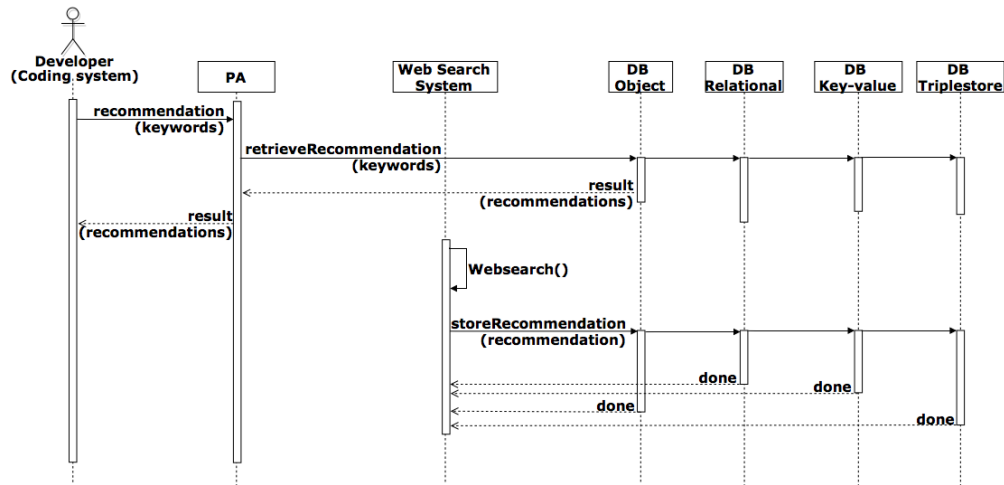 Developer
(Coding system)
PA
Web Search
System
DB
Object
DB
Relational
DB
Key-value
DB
Triplestore
recommendation
(keywords)
retrieveRecommendation
(keywords)
result
(recommendations)
result
(recommendations)
Websearch()
storeRecommendation
(recommendation)
done
done
done
done